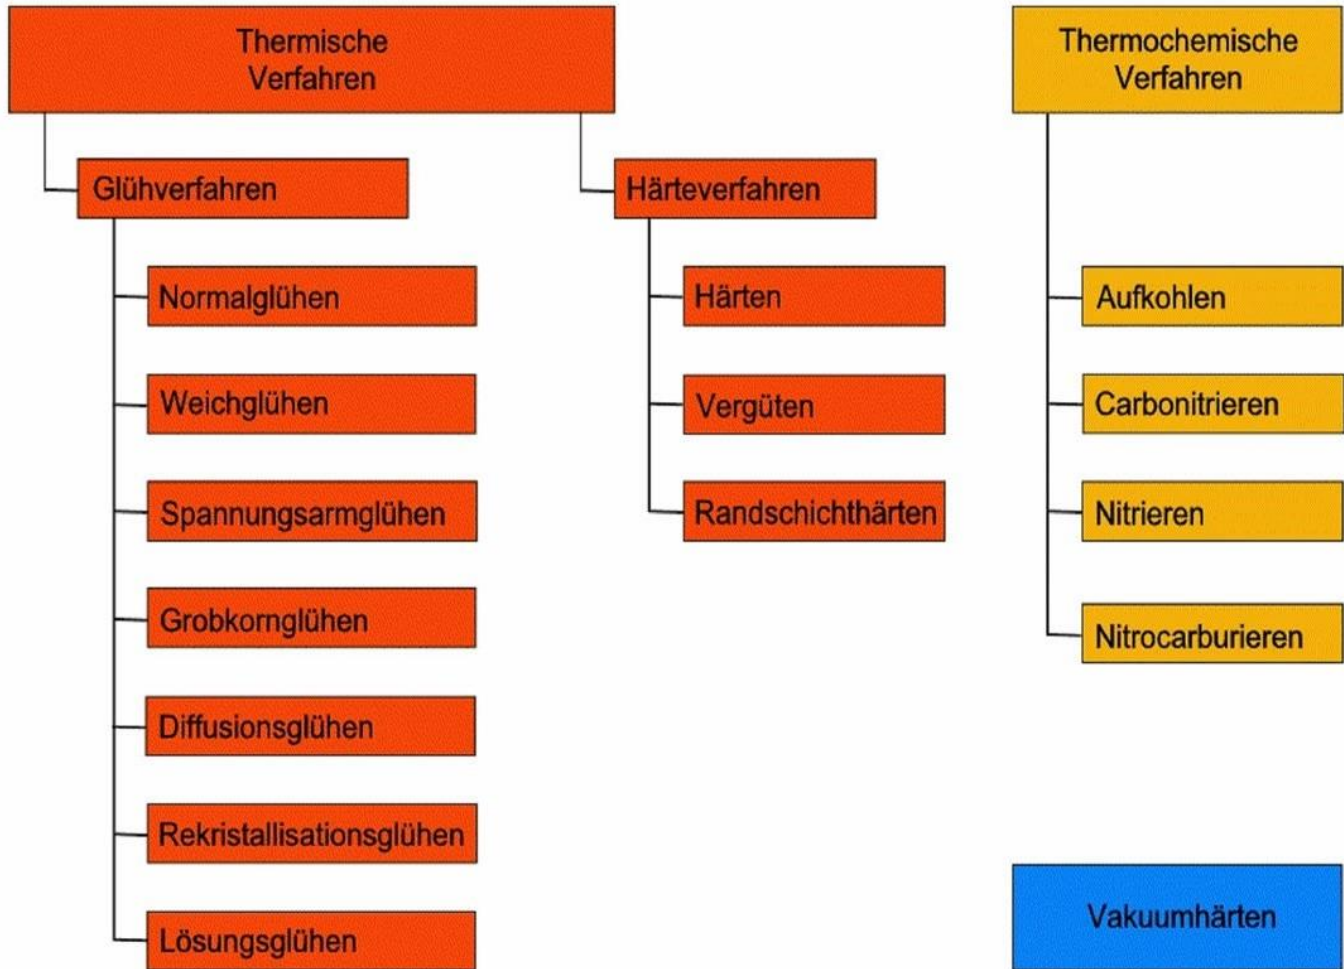 Thermische
Verfahren
Glühverfahren
Normalglühen
Weichglühen
Spannungsarmglühen
Grobkornglühen
Diffusionsglühen
Rekristallisationsglühen
Lösungsglühen
Härteverfahren
Härten
Vergüten
Randschichthärten
Thermochemische
Verfahren
Aufkohlen
Carbonitrieren
Nitrieren
Nitrocarburieren
Vakuumhärten